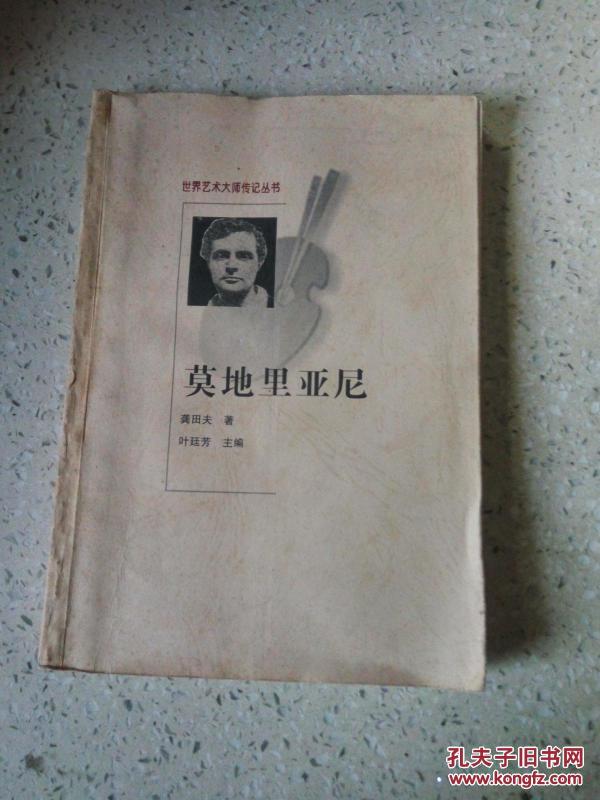 世界艺术大师传记丛书
莫地里亚尼
龚田夫 著
叶廷芳 主编
孔夫子旧书网
www.kongfz.com